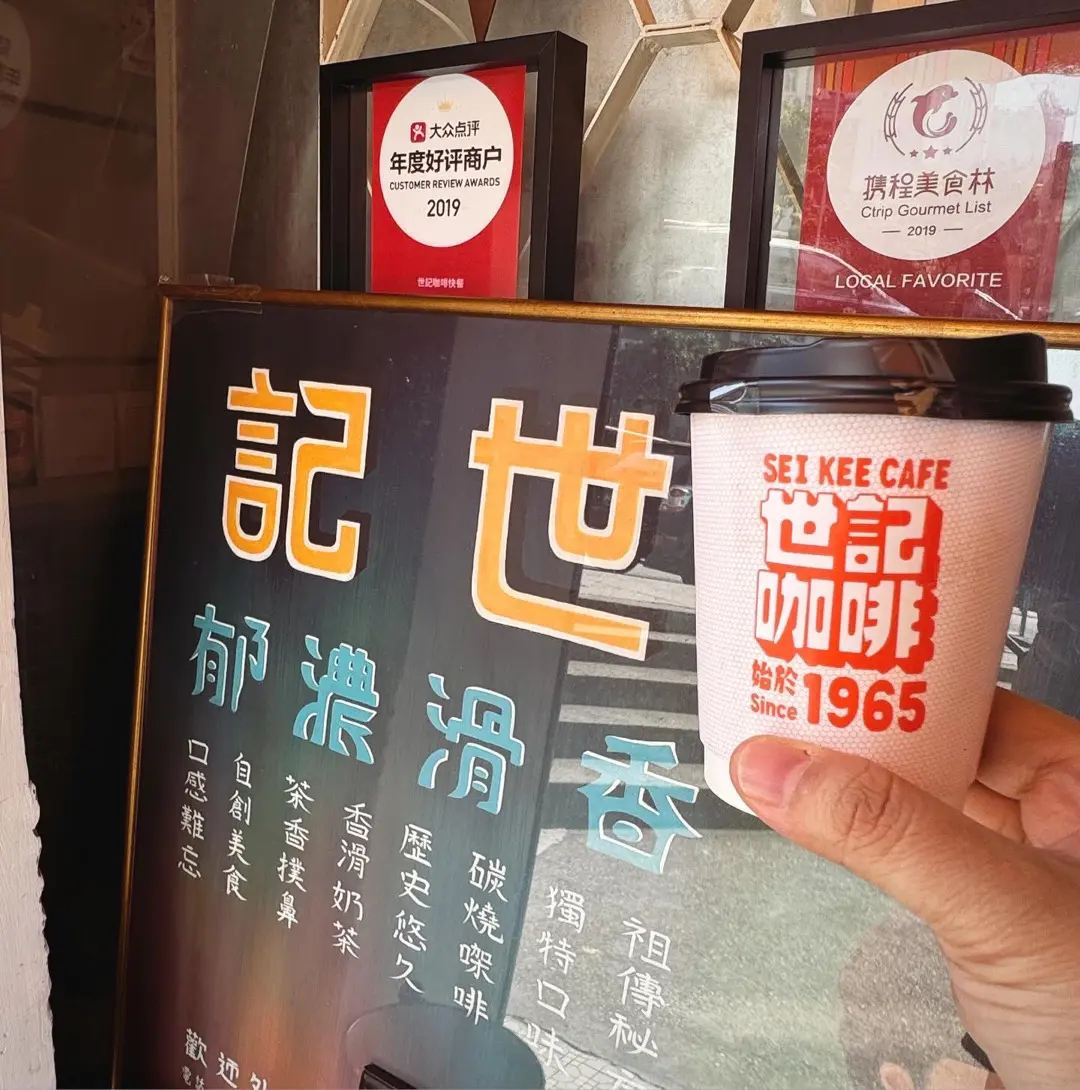 大众点评
年度好评商户
CUSTOMER REVIEW AWARDS
2019
世記咖啡快餐
携程美食林
Ctrip Gourmet List
2019
LOCAL FAVORITE
世記
香滑濃郁
祖傳秘
獨特口味
碳燒㗎啡
歷史悠久
香滑奶茶
茶香撲鼻
自創美食
口感難忘
歡迎外
SEI KEE CAFE
世記
咖啡
始於
Since 1965